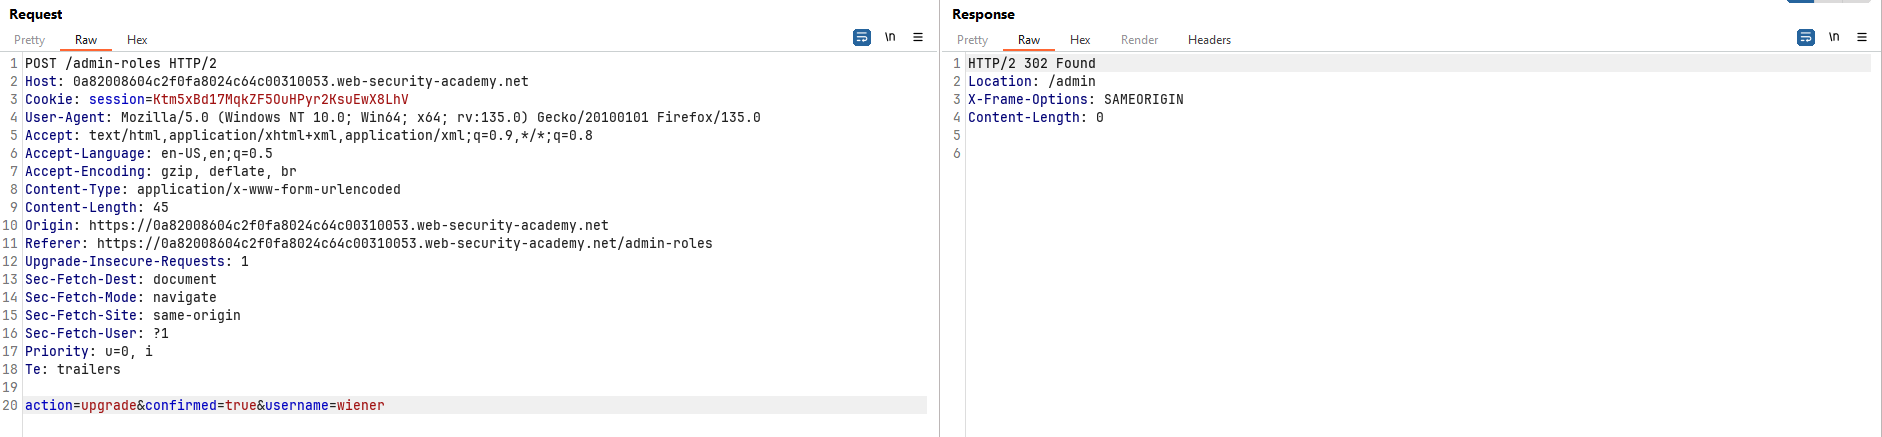 Request
Pretty Raw Hex \n
1 POST /admin-roles HTTP/2
2 Host: 0a82008604c2f0fa8024c64c00310053.web-security-academy.net
3 Cookie: session=Ktm5xBd17MqkZF5OuHPyr2KsuEwX8LhV
4 User-Agent: Mozilla/5.0 (Windows NT 10.0; Win64; x64; rv:135.0) Gecko/20100101 Firefox/135.0
5 Accept: text/html,application/xhtml+xml,application/xml;q=0.9,*/*;q=0.8
6 Accept-Language: en-US,en;q=0.5
7 Accept-Encoding: gzip, deflate, br
8 Content-Type: application/x-www-form-urlencoded
9 Content-Length: 45
10 Origin: https://0a82008604c2f0fa8024c64c00310053.web-security-academy.net
11 Referer: https://0a82008604c2f0fa8024c64c00310053.web-security-academy.net/admin-roles
12 Upgrade-Insecure-Requests: 1
13 Sec-Fetch-Dest: document
14 Sec-Fetch-Mode: navigate
15 Sec-Fetch-Site: same-origin
16 Sec-Fetch-User: ?1
17 Priority: u=0, i
18 Te: trailers
19
20 action=upgrade&confirmed=true&username=wiener
Response
Pretty Raw Hex Render Headers \n
1 HTTP/2 302 Found
2 Location: /admin
3 X-Frame-Options: SAMEORIGIN
4 Content-Length: 0
5
6